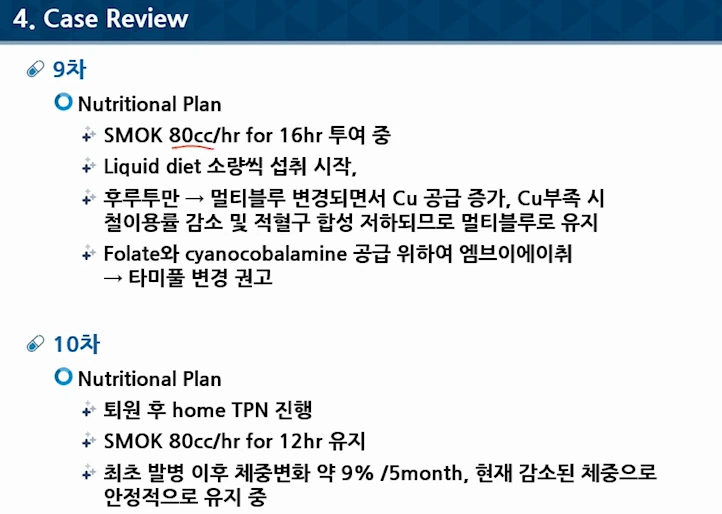 4. Case Review
9차
Nutritional Plan
SMOK 80cc/hr for 16hr 투여 중
Liquid diet 소량씩 섭취 시작,
후루투만 → 멀티블루 변경되면서 Cu 공급 증가, Cu부족 시
철이용률 감소 및 적혈구 합성 저하되므로 멀티블루로 유지
Folate와 cyanocobalamine 공급 위하여 엠브이에이취
→ 타미풀 변경 권고
10차
Nutritional Plan
퇴원 후 home TPN 진행
SMOK 80cc/hr for 12hr 유지
최초 발병 이후 체중변화 약 9% /5month, 현재 감소된 체중으로
안정적으로 유지 중